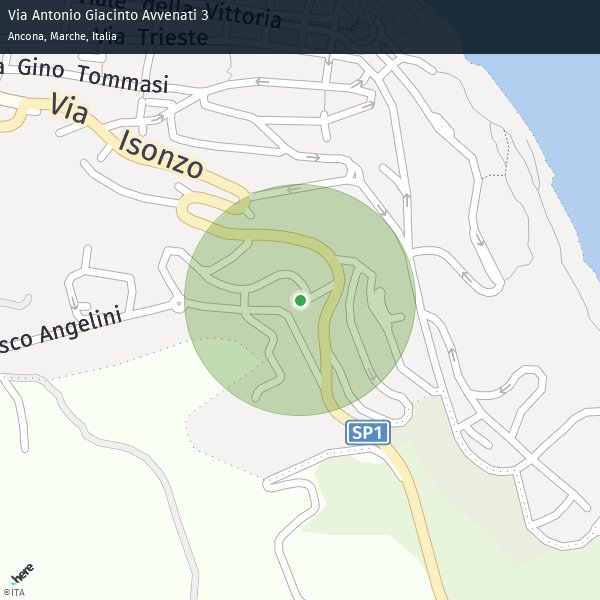 Via Antonio Giacinto Avvenati 3
Ancona, Marche, Italia
Viale della Vittoria
Via Trieste
a Gino Tommasi
Via Isonzo
sco Angelini
SP1
here
©ITA